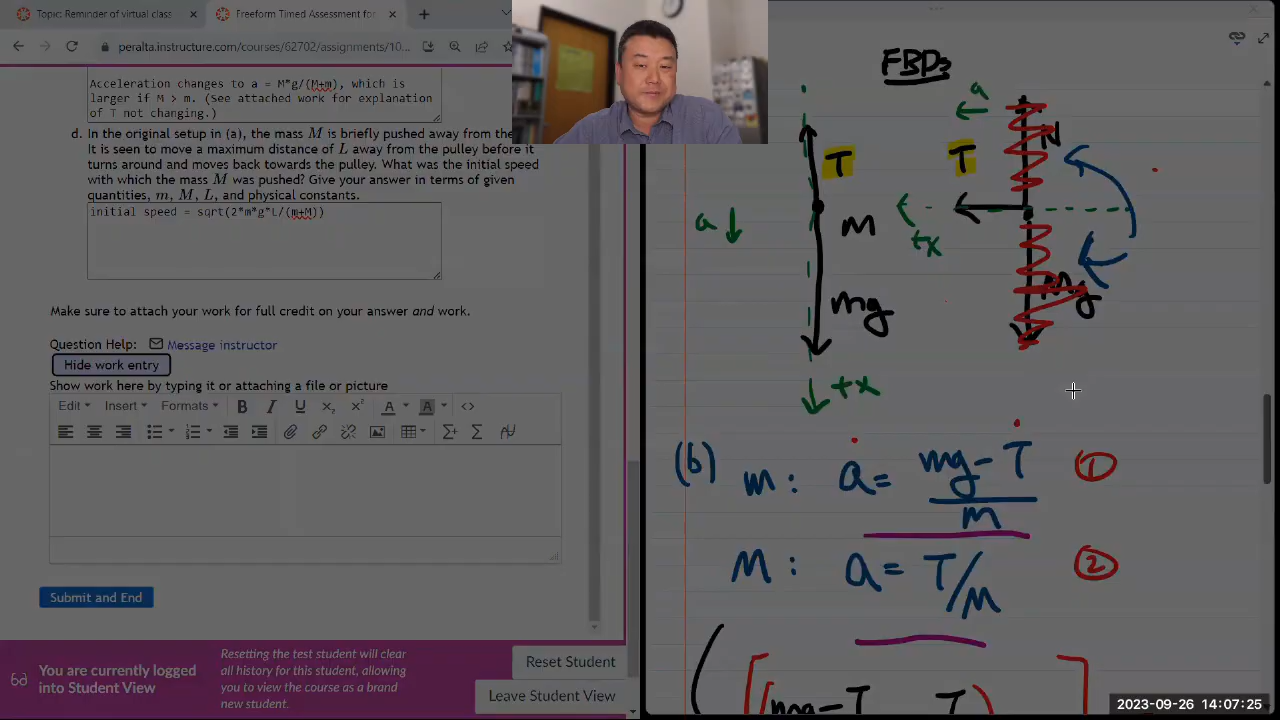 Topic: Reminder of virtual class
Freeform Timed Assessment for
peralta.instructure.com/courses/62702/assignments/10...
Acceleration changes-- a = M*g/(M+m), which is
larger if M > m. (See attached work for explanation
of T not changing.)
d. In the original setup in (a), the mass M is briefly pushed away from the
It is seen to move a maximum distance of L away from the pulley before it
turns around and moves back towards the pulley. What was the initial speed
with which the mass M was pushed? Give your answer in terms of given
quantities, m, M, L, and physical constants.
initial speed = sqrt(2*m*g*L/(m+M))
Make sure to attach your work for full credit on your answer and work.
Question Help: Message instructor
Hide work entry
Show work here by typing it or attaching a file or picture
Edit Insert Formats B I U X₂ X² A A <>
Submit and End
You are currently logged
into Student View
Resetting the test student will clear
all history for this student, allowing
you to view the course as a brand
new student.
Reset Student
Leave Student View
FBDs
a
T T N
a ↓ m +x
mg Mg
↓ +x
(b) m: a = mg-T ①
m
M: a = T/M ②
mg-T T
2023-09-26 14:07:25